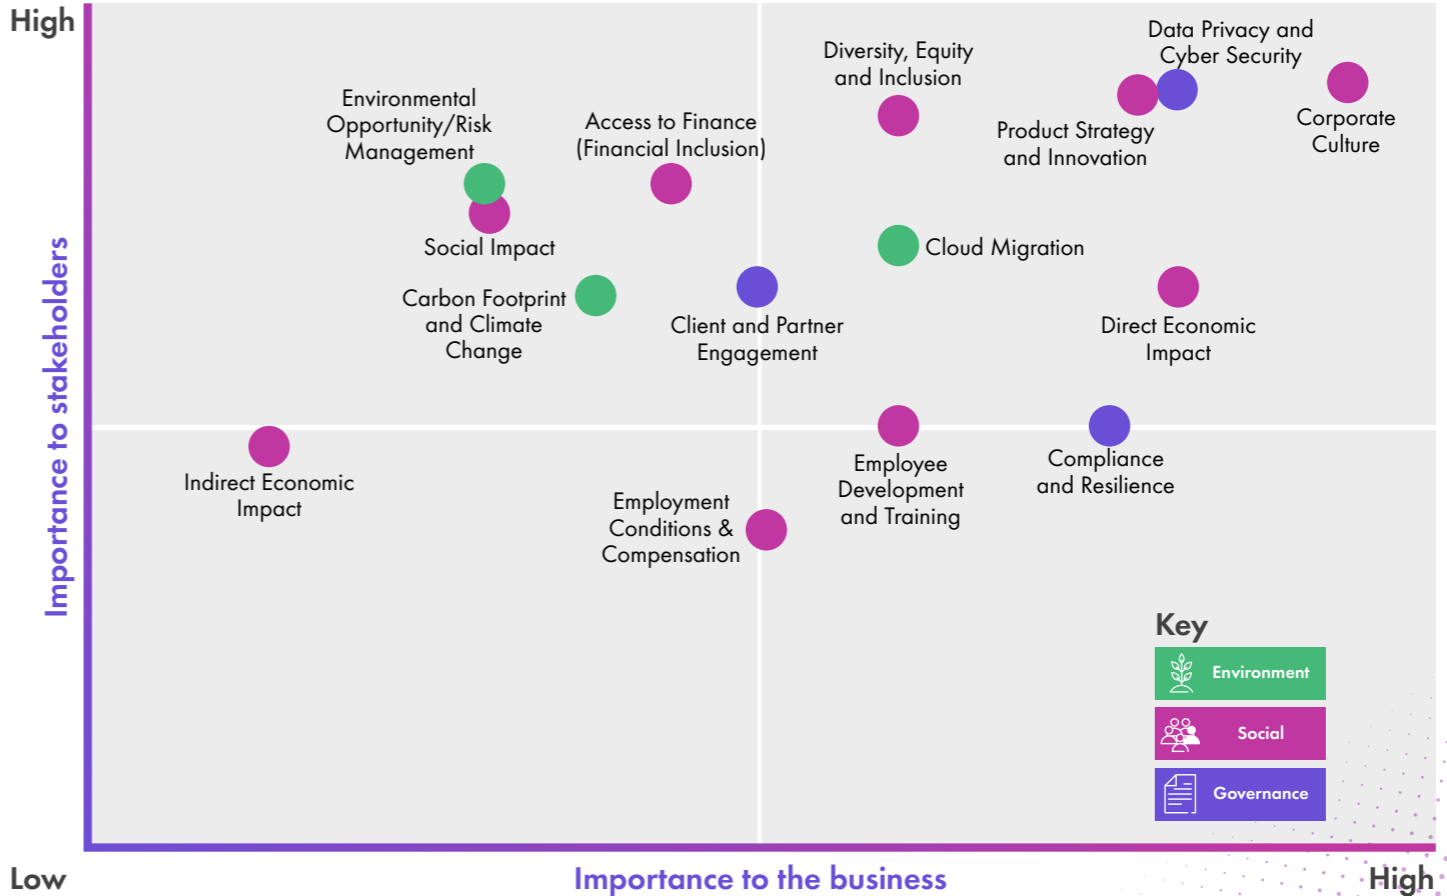 High
Data Privacy and
Cyber Security
Diversity, Equity
and Inclusion
Environmental
Opportunity/Risk
Management
Access to Finance
(Financial Inclusion)
Product Strategy
and Innovation
Corporate
Culture
Social Impact
Cloud Migration
Carbon Footprint
and Climate
Change
Client and Partner
Engagement
Direct Economic
Impact
Importance to stakeholders
Indirect Economic
Impact
Employee
Development
and Training
Compliance
and Resilience
Employment
Conditions &
Compensation
Key
Environment
Social
Governance
Low
Importance to the business
High